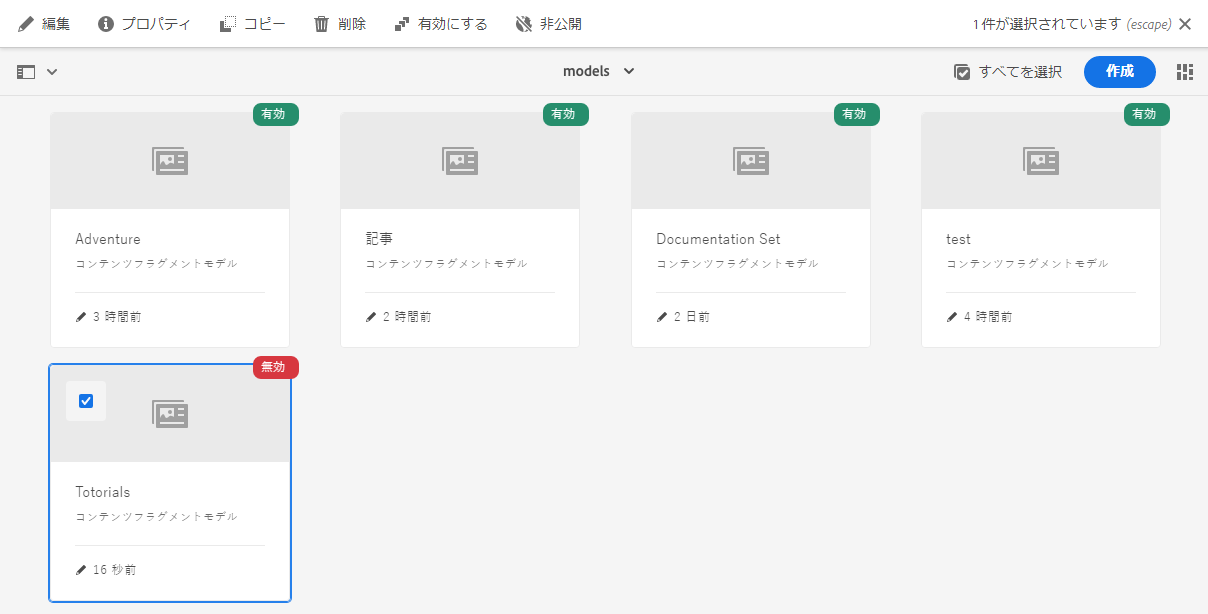 編集 プロパティ コピー 削除 有効にする 非公開 1 件が選択されています (escape)
models すべてを選択 作成
有効 有効 有効 有効
Adventure 記事 Documentation Set test
コンテンツフラグメントモデル コンテンツフラグメントモデル コンテンツフラグメントモデル コンテンツフラグメントモデル
3 時間前 2 時間前 2 日前 4 時間前
無効
Totorials
コンテンツフラグメントモデル
16 秒前